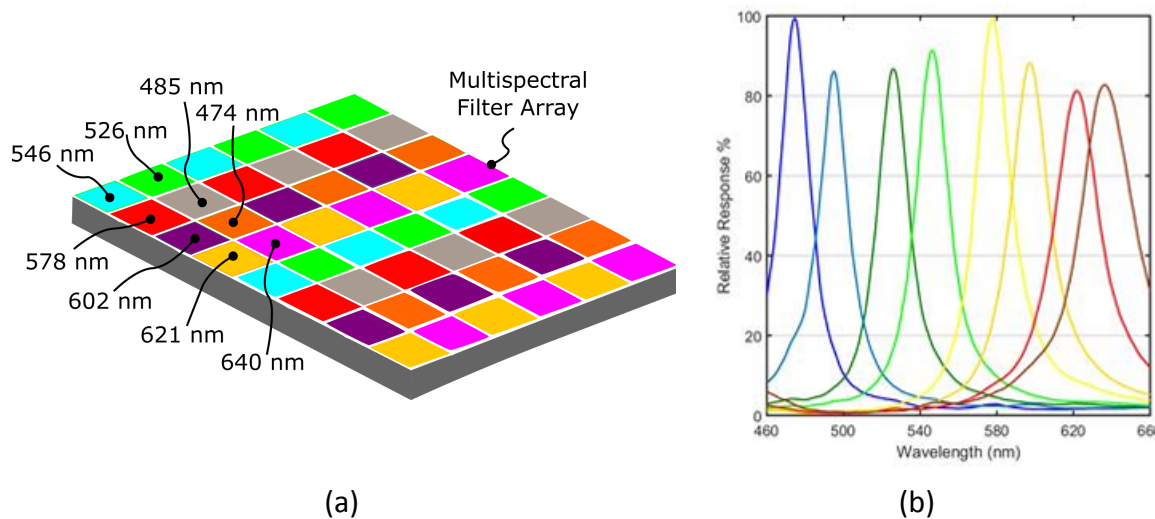 485 nm
474 nm
526 nm
546 nm
Multispectral
Filter Array
578 nm
602 nm
621 nm
640 nm
(a)
Relative Response %
100
80
60
40
20
0
460
500
540
580
620
660
Wavelength (nm)
(b)